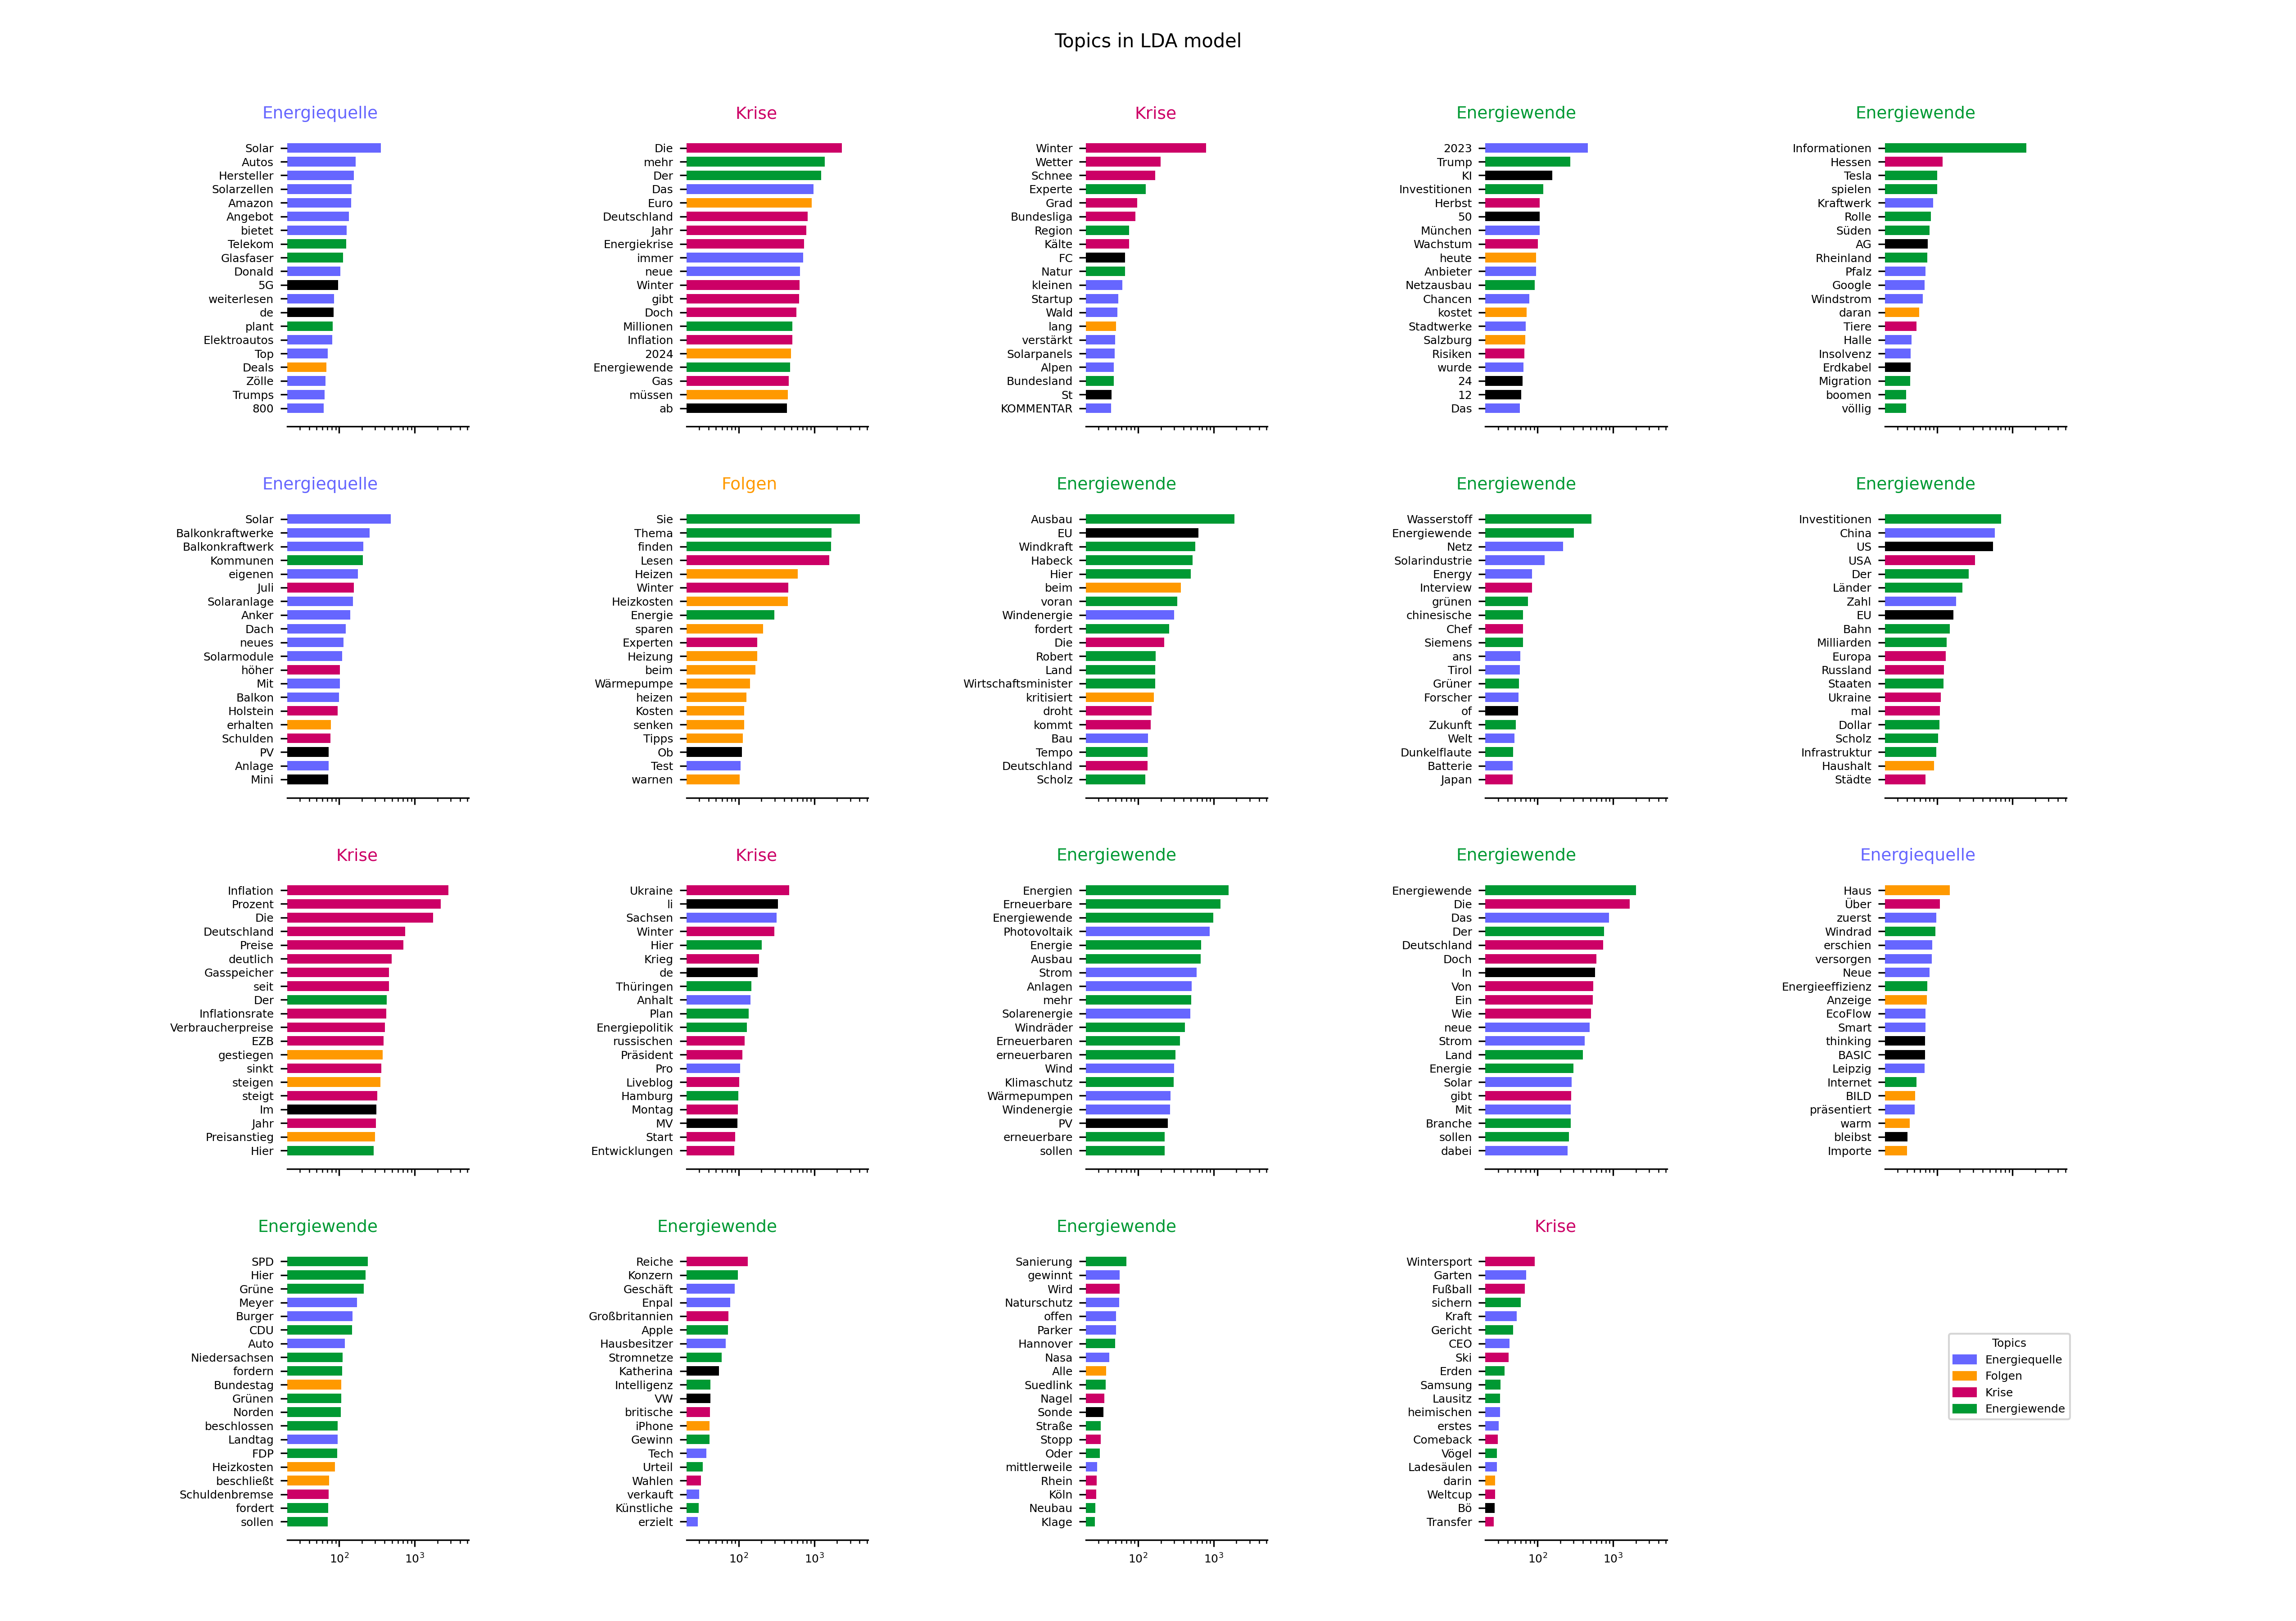 Topics in LDA model
Energiequelle
Solar
Autos
Hersteller
Solarzellen
Amazon
Angebot
bietet
Telekom
Glasfaser
Donald
5G
weiterlesen
de
plant
Elektroautos
Top
Deals
Zölle
Trumps
800
Krise
Die
mehr
Der
Das
Euro
Deutschland
Jahr
Energiekrise
immer
neue
Winter
gibt
Doch
Millionen
Inflation
2024
Energiewende
Gas
müssen
ab
Krise
Winter
Wetter
Schnee
Experte
Grad
Bundesliga
Region
Kälte
FC
Natur
kleinen
Startup
Wald
lang
verstärkt
Solarpanels
Alpen
Bundesland
St
KOMMENTAR
Energiewende
2023
Trump
KI
Investitionen
Herbst
50
München
Wachstum
heute
Anbieter
Netzausbau
Chancen
kostet
Stadtwerke
Salzburg
Risiken
wurde
24
12
Das
Energiewende
Informationen
Hessen
Tesla
spielen
Kraftwerk
Rolle
Süden
AG
Rheinland
Pfalz
Google
Windstrom
daran
Tiere
Halle
Insolvenz
Erdkabel
Migration
boomen
völlig
Energiequelle
Solar
Balkonkraftwerke
Balkonkraftwerk
Kommunen
eigenen
Juli
Solaranlage
Anker
Dach
neues
Solarmodule
höher
Mit
Balkon
Holstein
erhalten
Schulden
PV
Anlage
Mini
Folgen
Sie
Thema
finden
Lesen
Heizen
Winter
Heizkosten
Energie
sparen
Experten
Heizung
beim
Wärmepumpe
heizen
Kosten
senken
Tipps
Ob
Test
warnen
Energiewende
Ausbau
EU
Windkraft
Habeck
Hier
beim
voran
Windenergie
fordert
Die
Robert
Land
Wirtschaftsminister
kritisiert
droht
kommt
Bau
Tempo
Deutschland
Scholz
Energiewende
Wasserstoff
Energiewende
Netz
Solarindustrie
Energy
Interview
grünen
chinesische
Chef
Siemens
ans
Tirol
Grüner
Forscher
of
Zukunft
Welt
Dunkelflaute
Batterie
Japan
Energiewende
Investitionen
China
US
USA
Der
Länder
Zahl
EU
Bahn
Milliarden
Europa
Russland
Staaten
Ukraine
mal
Dollar
Scholz
Infrastruktur
Haushalt
Städte
Krise
Inflation
Prozent
Die
Deutschland
Preise
deutlich
Gasspeicher
seit
Der
Inflationsrate
Verbraucherpreise
EZB
gestiegen
sinkt
steigen
steigt
Im
Jahr
Preisanstieg
Hier
Krise
Ukraine
li
Sachsen
Winter
Hier
Krieg
de
Thüringen
Anhalt
Plan
Energiepolitik
russischen
Präsident
Pro
Liveblog
Hamburg
Montag
MV
Start
Entwicklungen
Energiewende
Energien
Erneuerbare
Energiewende
Photovoltaik
Energie
Ausbau
Strom
Anlagen
mehr
Solarenergie
Windräder
Erneuerbaren
erneuerbaren
Wind
Klimaschutz
Wärmepumpen
Windenergie
PV
erneuerbare
sollen
Energiewende
Energiewende
Die
Das
Der
Deutschland
Doch
In
Von
Ein
Wie
neue
Strom
Land
Energie
Solar
gibt
Mit
Branche
sollen
dabei
Energiequelle
Haus
Über
zuerst
Windrad
erschien
versorgen
Neue
Energieeffizienz
Anzeige
EcoFlow
Smart
thinking
BASIC
Leipzig
Internet
BILD
präsentiert
warm
bleibst
Importe
Energiewende
SPD
Hier
Grüne
Meyer
Burger
CDU
Auto
Niedersachsen
fordern
Bundestag
Grünen
Norden
beschlossen
Landtag
FDP
Heizkosten
beschließt
Schuldenbremse
fordert
sollen
10² 10³
Energiewende
Reiche
Konzern
Geschäft
Enpal
Großbritannien
Apple
Hausbesitzer
Stromnetze
Katherina
Intelligenz
VW
britische
iPhone
Gewinn
Tech
Urteil
Wahlen
verkauft
Künstliche
erzielt
10² 10³
Energiewende
Sanierung
gewinnt
Wird
Naturschutz
offen
Parker
Hannover
Nasa
Alle
Suedlink
Nagel
Sonde
Straße
Stopp
Oder
mittlerweile
Rhein
Köln
Neubau
Klage
10² 10³
Krise
Wintersport
Garten
Fußball
sichern
Kraft
Gericht
CEO
Ski
Erden
Samsung
Lausitz
heimischen
erstes
Comeback
Vögel
Ladesäulen
darin
Weltcup
Bö
Transfer
10² 10³
Topics
Energiequelle
Folgen
Krise
Energiewende